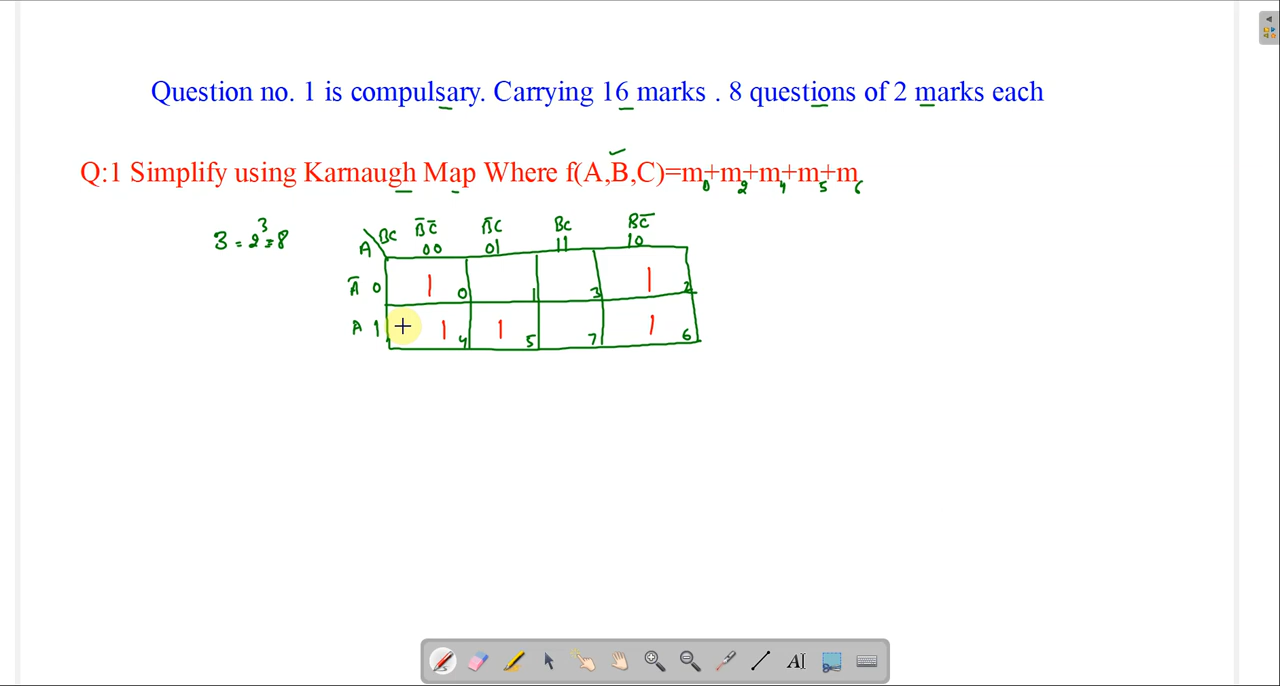 Question no. 1 is compulsary. Carrying 16 marks . 8 questions of 2 marks each
Q:1 Simplify using Karnaugh Map Where f(A,B,C)=m0+m2+m4+m5+m6
3 = 2³=8
A\BC B̅C̅ B̅C BC BC̅
00 01 11 10
A̅ 0 1 0 1 3 1 2
A 1 1 4 1 5 7 1 6
AI